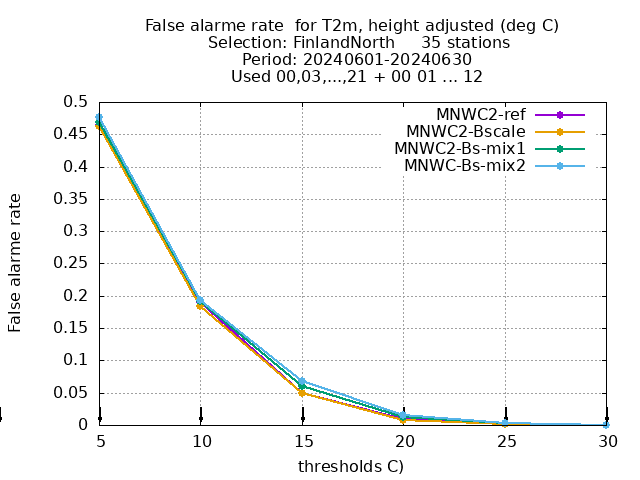 False alarme rate  for T2m, height adjusted (deg C)
Selection: FinlandNorth     35 stations
Period: 20240601-20240630
Used 00,03,...,21 + 00 01 ... 12
MNWC2-ref
MNWC2-Bscale
MNWC2-Bs-mix1
MNWC-Bs-mix2
False alarme rate
0.5
0.45
0.4
0.35
0.3
0.25
0.2
0.15
0.1
0.05
0
5 10 15 20 25 30
thresholds C)